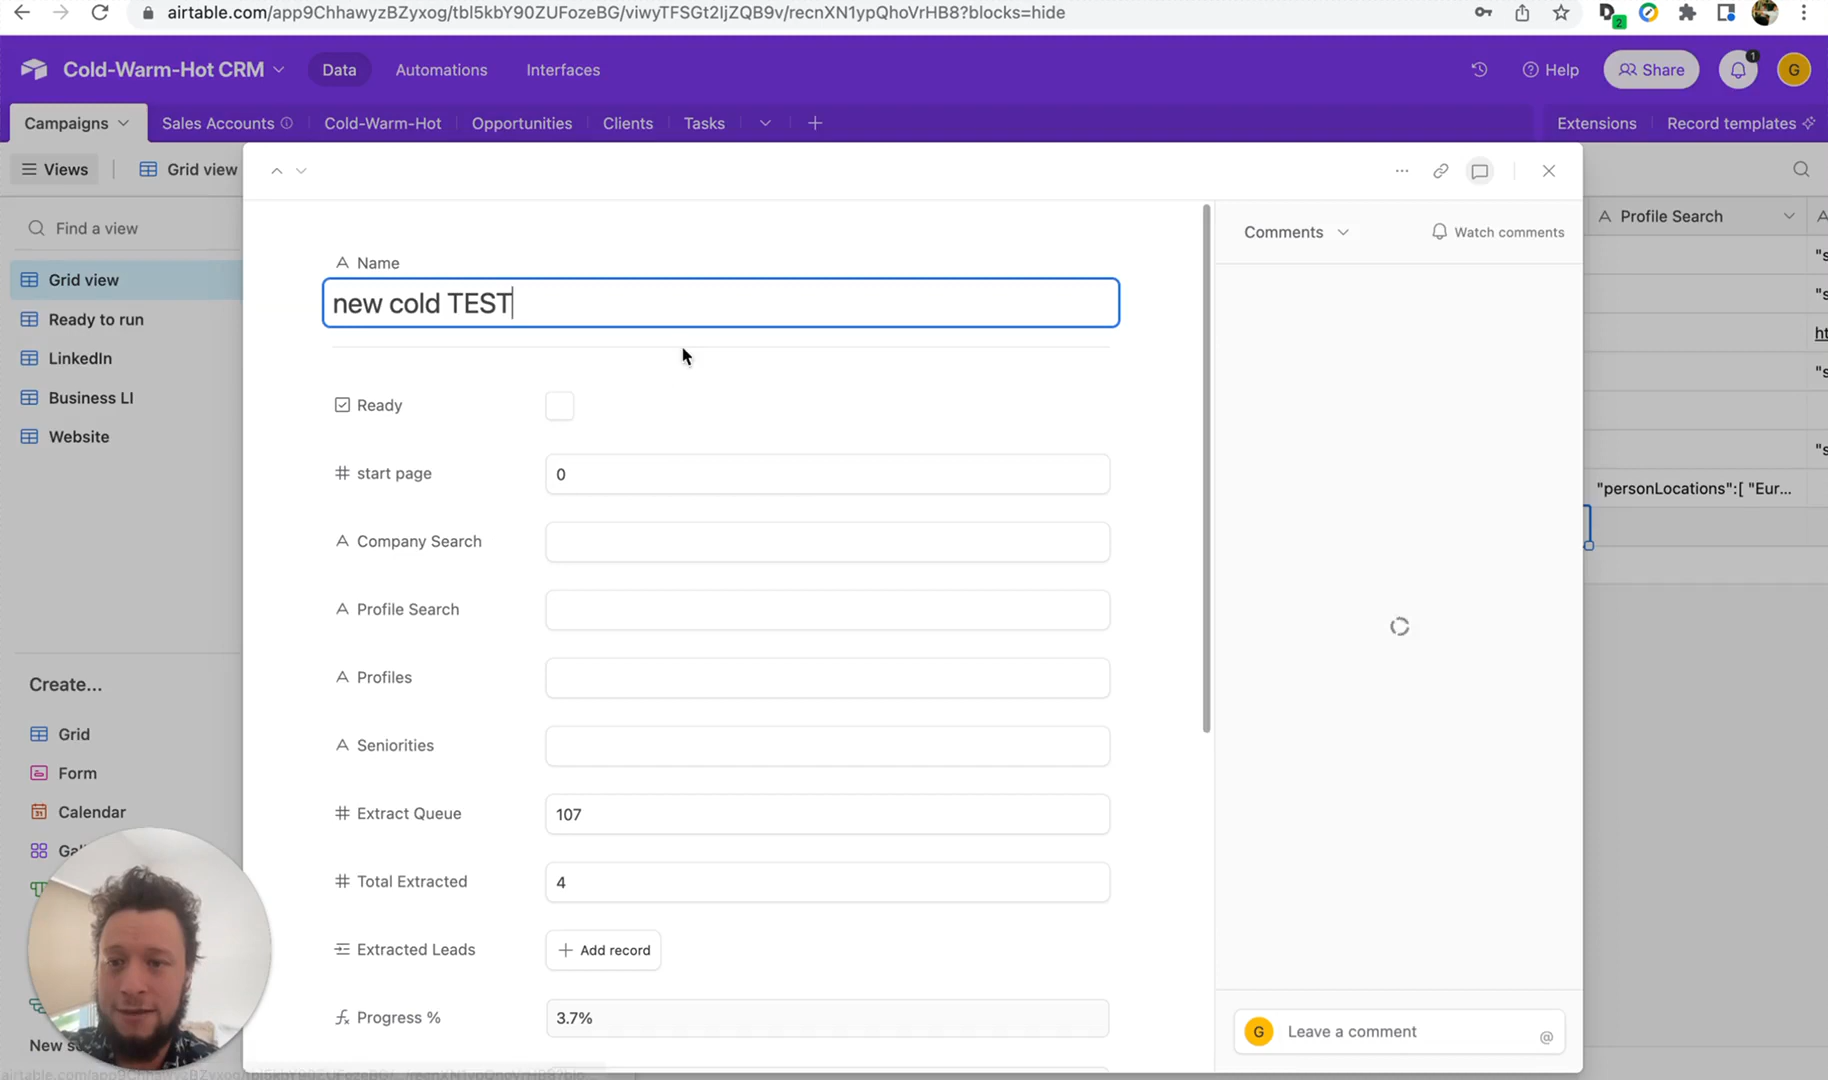 airtable.com/app9ChhawyzBZyxog/tbl5kbY90ZUFozeBG/viwyTFSGt2ljZQB9v/recnXN1ypQhoVrHB8?blocks=hide
2
Cold-Warm-Hot CRM
Data
Automations
Interfaces
Help
Share
1
G
Campaigns
Sales Accounts
Cold-Warm-Hot
Opportunities
Clients
Tasks
Extensions
Record templates
Views
Grid view
Find a view
Grid view
Ready to run
LinkedIn
Business LI
Website
Create...
Grid
Form
Calendar
Name
new cold TEST
Ready
start page
0
Company Search
Profile Search
Profiles
Seniorities
Extract Queue
107
Total Extracted
4
Extracted Leads
Add record
Progress %
3.7%
Comments
Watch comments
G
Leave a comment
@
Profile Search
"personLocations":[ "Eur...